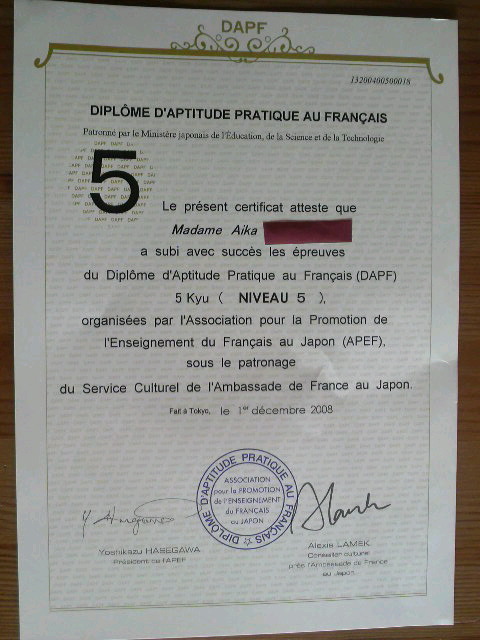 DAPF
13200400500018
DIPLÔME D'APTITUDE PRATIQUE AU FRANÇAIS
Patronné par le Ministère japonais de l'Éducation, de la Science et de la Technologie
5
Le présent certificat atteste que
Madame Aika
a subi avec succès les épreuves
du Diplôme d'Aptitude Pratique au Français (DAPF)
5 Kyu ( NIVEAU 5 ),
organisées par l'Association pour la Promotion de
l'Enseignement du Français au Japon (APEF),
sous le patronage
du Service Culturel de l'Ambassade de France au Japon.
Fait à Tokyo, le 1er décembre 2008
DIPLÔME D'APTITUDE PRATIQUE AU FRANÇAIS
ASSOCIATION
pour la PROMOTION
de l'ENSEIGNEMENT
du FRANÇAIS
au JAPON
Yoshikazu HASEGAWA
Président de l'APEF
Alexis LAMEK
Conseiller culturel
près l'Ambassade de France
au Japon